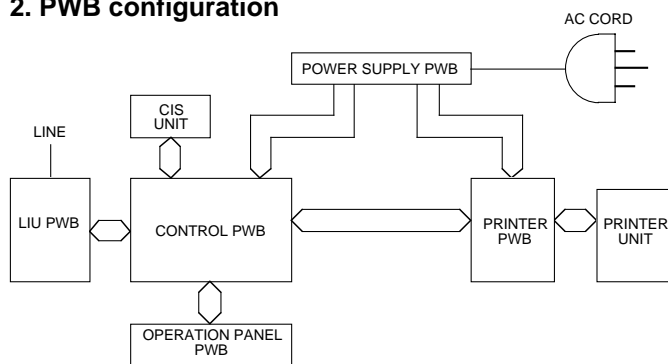 2. PWB configuration
AC CORD
POWER SUPPLY PWB
CIS
UNIT
LINE
LIU PWB
CONTROL PWB
PRINTER
PWB
PRINTER
UNIT
OPERATION PANEL
PWB